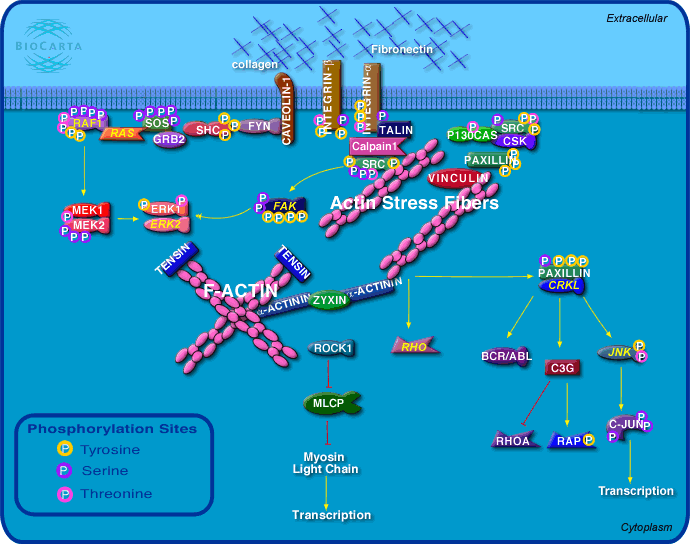 Extracellular
BIOCARTA
collagen
Fibronectin
INTEGRIN-β
INTEGRIN-α
CAVEOLIN-1
P P P P
RAF1
P P P
RAS
P P P P
SOS
GRB2
SHC
P
P
P
FYN
P P
P P
P
P
P
P
TALIN
Calpain1
P
SRC
P
P P P
P
P130CAS
P P P
SRC
P
CSK
PAXILLIN
P
P
P
VINCULIN
Actin Stress Fibers
P
MEK1
P
MEK2
P P P
P
P
ERK1
ERK2
P
P
FAK
P P P P
TENSIN
TENSIN
F-ACTIN
α-ACTININ
ZYXIN
α-ACTININ
P P P P
PAXILLIN
CRKL
ROCK1
RHO
BCR/ABL
C3G
JNK
P
P
MLCP
RHOA
RAP
P
C-JUN
P
P
P
P
P
Myosin
Light Chain
Transcription
Transcription
Phosphorylation Sites
P Tyrosine
P Serine
P Threonine
Cytoplasm